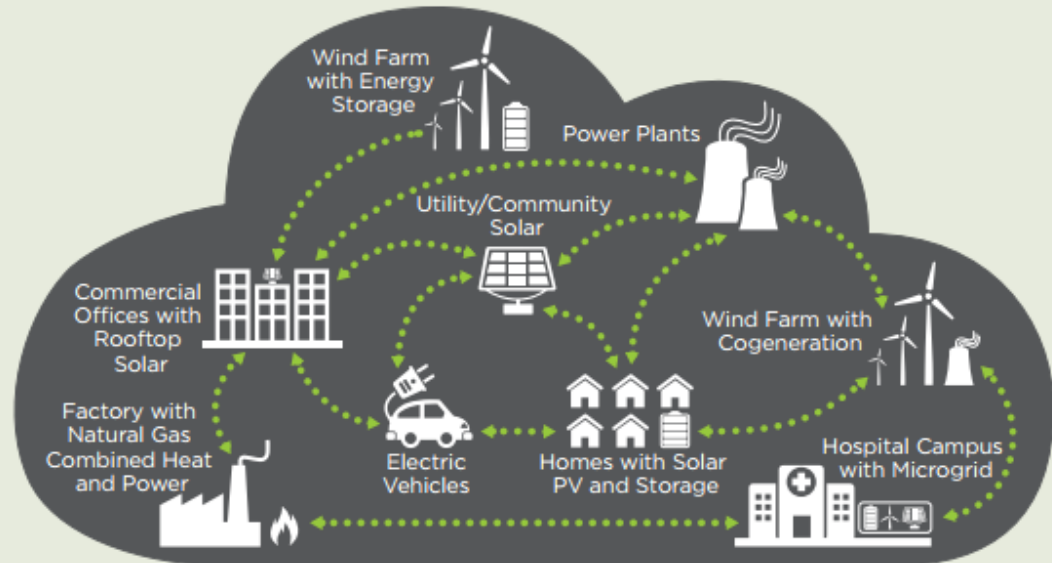 Wind Farm
with Energy
Storage
Power Plants
Utility/Community
Solar
Commercial
Offices with
Rooftop
Solar
Wind Farm with
Cogeneration
Factory with
Natural Gas
Combined Heat
and Power
Electric
Vehicles
Homes with Solar
PV and Storage
Hospital Campus
with Microgrid